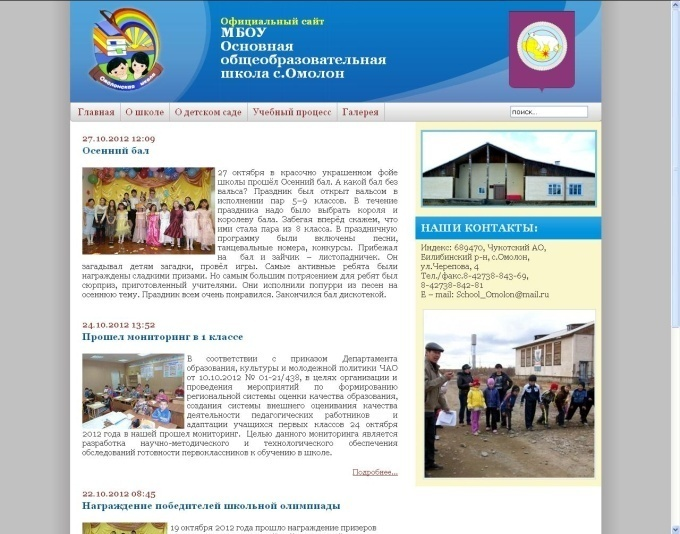 Официальный сайт
МБОУ
Основная
общеобразовательная
школа с.Омолон
Главная
О школе
О детском саде
Учебный процесс
Галерея
поиск...
27.10.2012 12:09
Осенний бал
27 октября в красочно украшенном фойе
школы прошёл Осенний бал. А какой бал без
вальса? Праздник был открыт вальсом в
исполнении пар 5-9 классов. В течение
праздника надо было выбрать короля и
королеву бала. Забегая вперёд скажем, что
ими стала пара из 8 класса. В праздничную
программу были включены песни,
танцевальные номера, конкурсы. Прибежал
на бал и зайчик – листопадничек. Он
загадывал детям загадки, провёл игры. Самые активные ребята были
награждены сладкими призами. Но самым большим потрясением для ребят был
сюрприз, приготовленный учителями. Они исполнили попурри из песен на
осеннюю тему. Праздник всем очень понравился. Закончился бал дискотекой.
24.10.2012 13:52
Прошел мониторинг в 1 классе
В соответствии с приказом Департамента
образования, культуры и молодежной политики ЧАО
от 10.10.2012 № 01-21/438, в целях организации и
проведения мероприятий по формированию
региональной системы оценки качества образования,
создания системы внешнего оценивания качества
деятельности педагогических работников и
адаптации учащихся первых классов 24 октября
2012 года в нашей прошел мониторинг. Целью данного мониторинга является
разработка научно-методического и технологического обеспечения
обследований готовности первоклассников к обучению в школе.
Подробнее...
22.10.2012 08:45
Награждение победителей школьной олимпиады
19 октября 2012 года прошло награждение призеров
НАШИ КОНТАКТЫ:
Индекс: 689470, Чукотский АО,
Билибинский р-н, с.Омолон,
ул.Черепова, 4
Тел./факс.8-42738-843-69,
8-42738-842-81
E – mail: School_Omolon@mail.ru